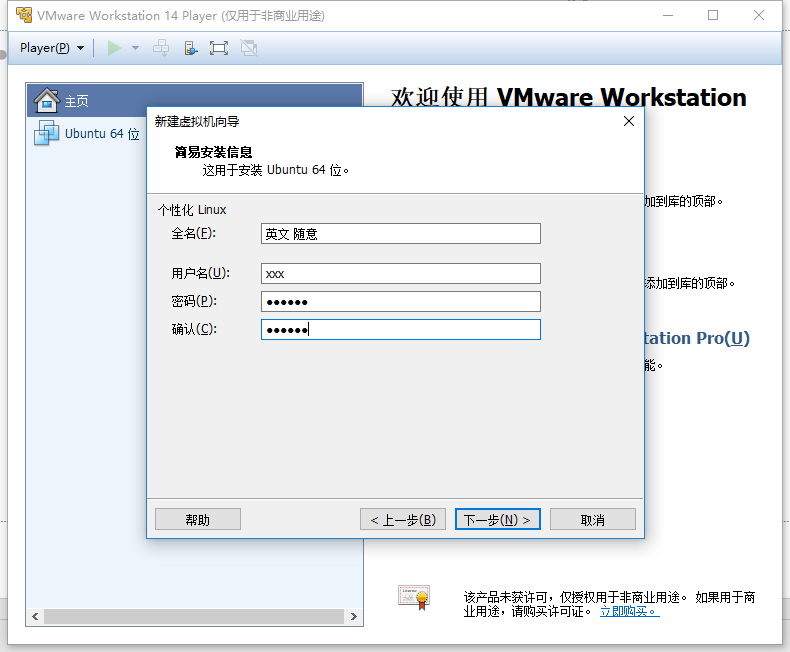 VMware Workstation 14 Player (仅用于非商业用途)
Player(P)
主页
Ubuntu 64 位
欢迎使用 VMware Workstation
加到库的顶部。
添加到库的顶部。
tation Pro(U)
能。
新建虚拟机向导
简易安装信息
这用于安装 Ubuntu 64 位。
个性化 Linux
全名(F): 英文 随意
用户名(U): xxx
密码(P): ●●●●●●
确认(C): ●●●●●●
帮助 < 上一步(B) 下一步(N) > 取消
该产品未获许可，仅授权用于非商业用途。 如果用于商
业用途，请购买许可证。 立即购买。